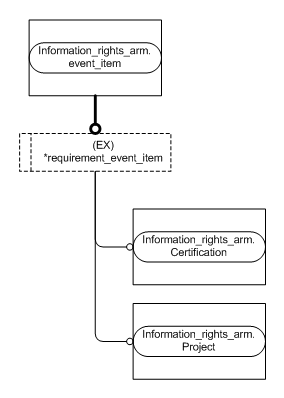 Information_rights_arm.
event_item
(EX)
*requirement_event_item
Information_rights_arm.
Certification
Information_rights_arm.
Project